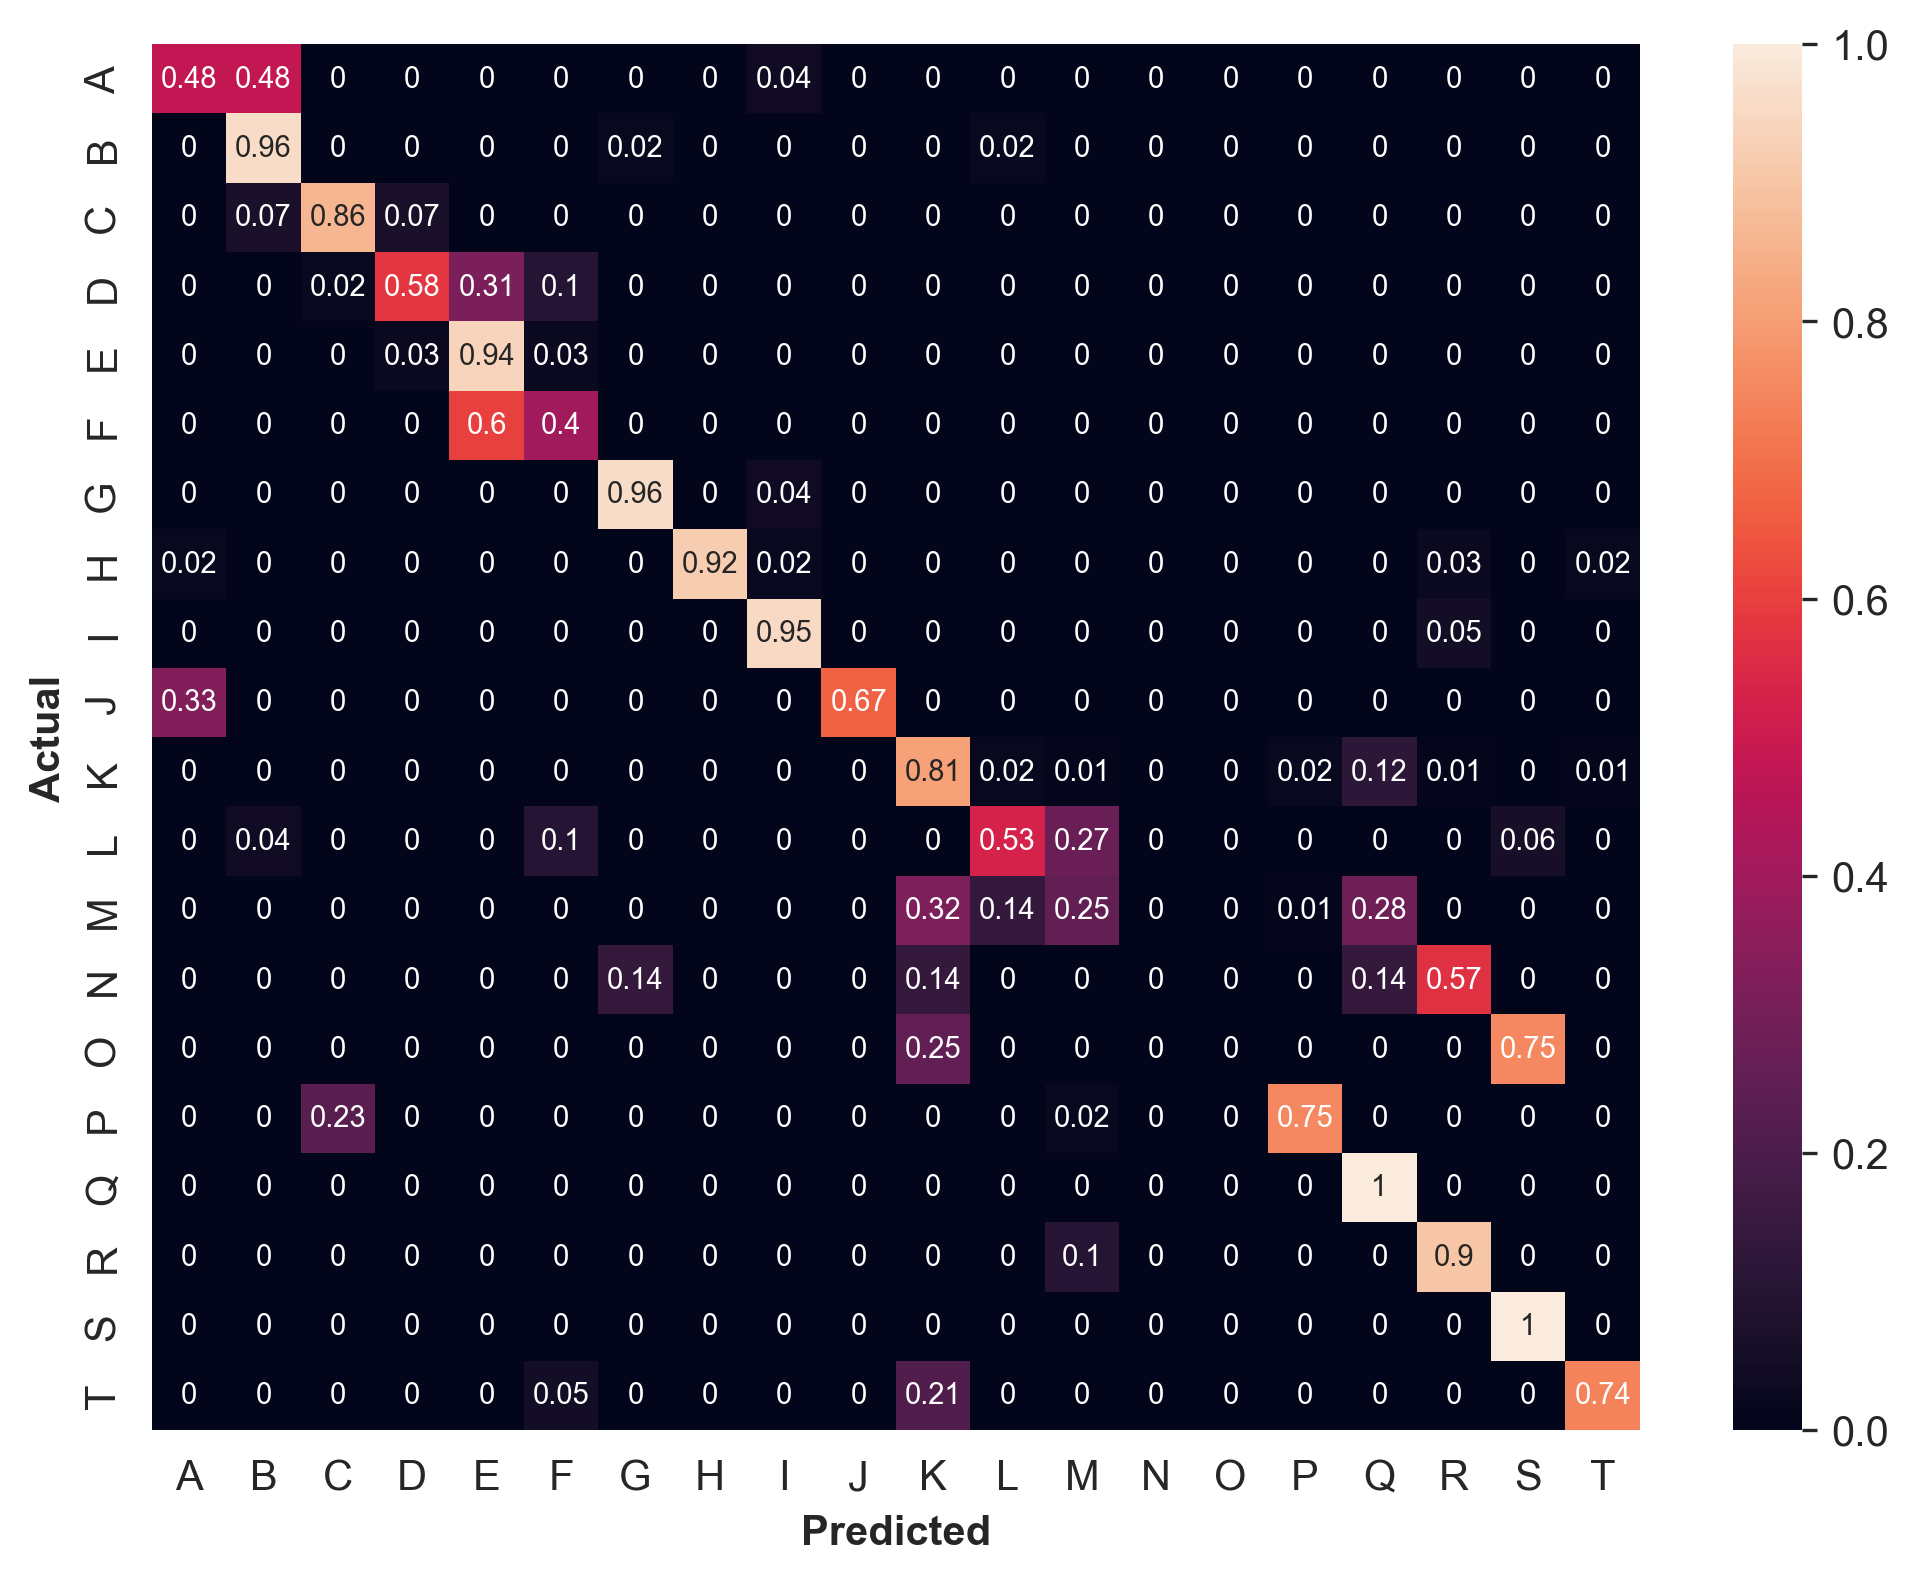 A 0.48 0.48 0 0 0 0 0 0 0.04 0 0 0 0 0 0 0 0 0 0 0
B 0 0.96 0 0 0 0 0.02 0 0 0 0 0.02 0 0 0 0 0 0 0 0
C 0 0.07 0.86 0.07 0 0 0 0 0 0 0 0 0 0 0 0 0 0 0 0
D 0 0 0.02 0.58 0.31 0.1 0 0 0 0 0 0 0 0 0 0 0 0 0 0
E 0 0 0 0.03 0.94 0.03 0 0 0 0 0 0 0 0 0 0 0 0 0 0
F 0 0 0 0 0.6 0.4 0 0 0 0 0 0 0 0 0 0 0 0 0 0
G 0 0 0 0 0 0 0.96 0 0.04 0 0 0 0 0 0 0 0 0 0 0
H 0.02 0 0 0 0 0 0 0.92 0.02 0 0 0 0 0 0 0 0 0.03 0 0.02
I 0 0 0 0 0 0 0 0 0.95 0 0 0 0 0 0 0 0 0.05 0 0
J 0.33 0 0 0 0 0 0 0 0 0.67 0 0 0 0 0 0 0 0 0 0
K 0 0 0 0 0 0 0 0 0 0 0.81 0.02 0.01 0 0 0.02 0.12 0.01 0 0.01
L 0 0.04 0 0 0 0.1 0 0 0 0 0 0.53 0.27 0 0 0 0 0 0.06 0
M 0 0 0 0 0 0 0 0 0 0 0.32 0.14 0.25 0 0 0.01 0.28 0 0 0
N 0 0 0 0 0 0 0.14 0 0 0 0.14 0 0 0 0 0 0.14 0.57 0 0
O 0 0 0 0 0 0 0 0 0 0 0.25 0 0 0 0 0 0 0 0.75 0
P 0 0 0.23 0 0 0 0 0 0 0 0 0 0.02 0 0 0.75 0 0 0 0
Q 0 0 0 0 0 0 0 0 0 0 0 0 0 0 0 0 1 0 0 0
R 0 0 0 0 0 0 0 0 0 0 0 0 0.1 0 0 0 0 0.9 0 0
S 0 0 0 0 0 0 0 0 0 0 0 0 0 0 0 0 0 0 1 0
T 0 0 0 0 0 0.05 0 0 0 0 0.21 0 0 0 0 0 0 0 0 0.74
A B C D E F G H I J K L M N O P Q R S T
Predicted
Actual
1.0
0.8
0.6
0.4
0.2
0.0